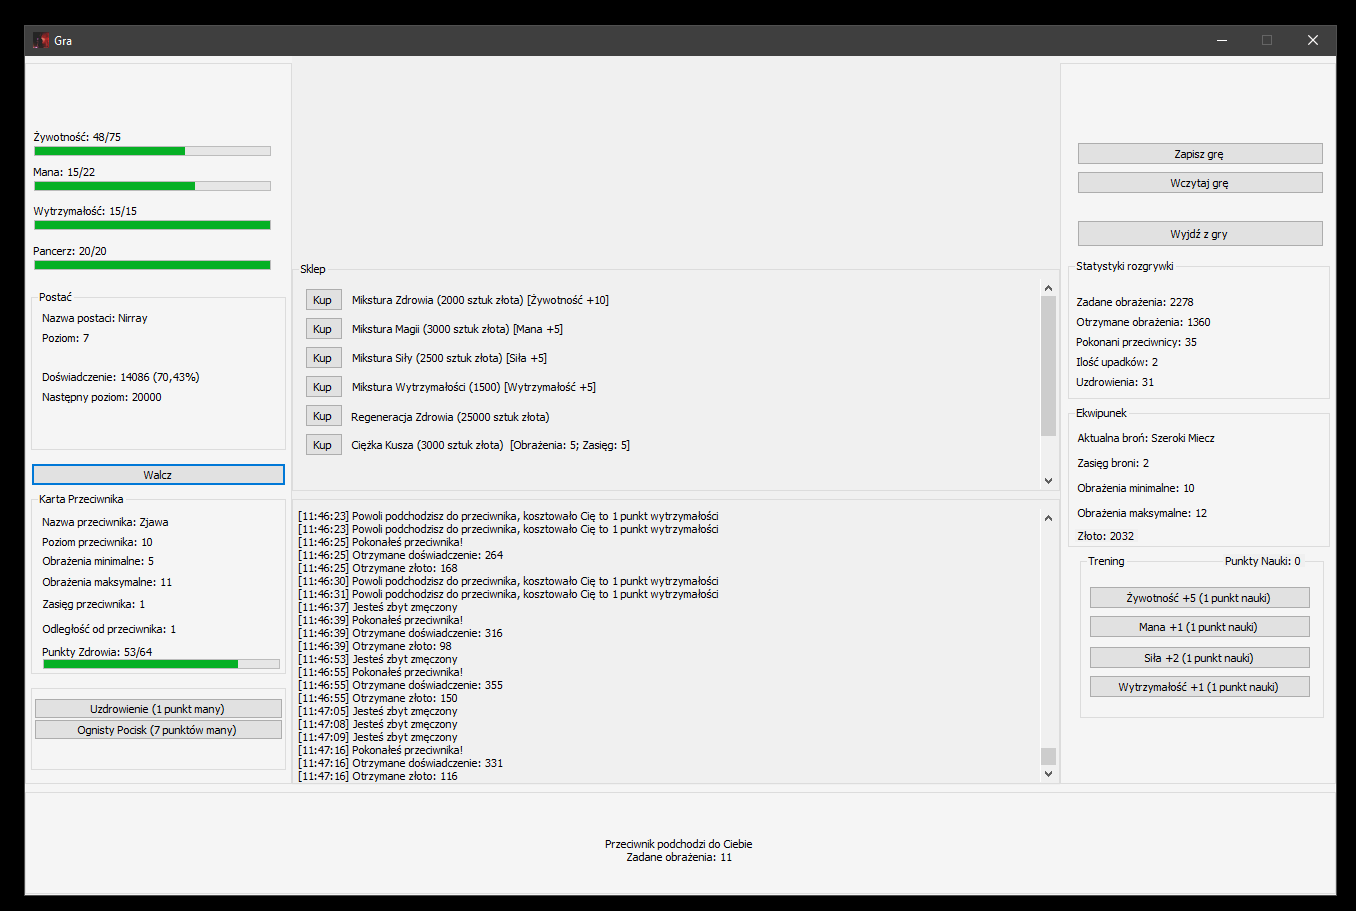 Gra
Żywotność: 48/75
Mana: 15/22
Wytrzymałość: 15/15
Pancerz: 20/20
Postać
Nazwa postaci: Nirray
Poziom: 7
Doświadczenie: 14086 (70,43%)
Następny poziom: 20000
Walcz
Karta Przeciwnika
Nazwa przeciwnika: Zjawa
Poziom przeciwnika: 10
Obrażenia minimalne: 5
Obrażenia maksymalne: 11
Zasięg przeciwnika: 1
Odległość od przeciwnika: 1
Punkty Zdrowia: 53/64
Uzdrowienie (1 punkt many)
Ognisty Pocisk (7 punktów many)
Sklep
Kup Mikstura Zdrowia (2000 sztuk złota) [Żywotność +10]
Kup Mikstura Magii (3000 sztuk złota) [Mana +5]
Kup Mikstura Siły (2500 sztuk złota) [Siła +5]
Kup Mikstura Wytrzymałości (1500) [Wytrzymałość +5]
Kup Regeneracja Zdrowia (25000 sztuk złota)
Kup Ciężka Kusza (3000 sztuk złota) [Obrażenia: 5; Zasięg: 5]
[11:46:23] Powoli podchodzisz do przeciwnika, kosztowało Cię to 1 punkt wytrzymałości
[11:46:23] Powoli podchodzisz do przeciwnika, kosztowało Cię to 1 punkt wytrzymałości
[11:46:25] Pokonałeś przeciwnika!
[11:46:25] Otrzymane doświadczenie: 264
[11:46:25] Otrzymane złoto: 168
[11:46:30] Powoli podchodzisz do przeciwnika, kosztowało Cię to 1 punkt wytrzymałości
[11:46:31] Powoli podchodzisz do przeciwnika, kosztowało Cię to 1 punkt wytrzymałości
[11:46:37] Jesteś zbyt zmęczony
[11:46:39] Pokonałeś przeciwnika!
[11:46:39] Otrzymane doświadczenie: 316
[11:46:39] Otrzymane złoto: 98
[11:46:53] Jesteś zbyt zmęczony
[11:46:55] Pokonałeś przeciwnika!
[11:46:55] Otrzymane doświadczenie: 355
[11:46:55] Otrzymane złoto: 150
[11:47:05] Jesteś zbyt zmęczony
[11:47:08] Jesteś zbyt zmęczony
[11:47:09] Jesteś zbyt zmęczony
[11:47:16] Pokonałeś przeciwnika!
[11:47:16] Otrzymane doświadczenie: 331
[11:47:16] Otrzymane złoto: 116
Zapisz grę
Wczytaj grę
Wyjdź z gry
Statystyki rozgrywki
Zadane obrażenia: 2278
Otrzymane obrażenia: 1360
Pokonani przeciwnicy: 35
Ilość upadków: 2
Uzdrowienia: 31
Ekwipunek
Aktualna broń: Szeroki Miecz
Zasięg broni: 2
Obrażenia minimalne: 10
Obrażenia maksymalne: 12
Złoto: 2032
Trening Punkty Nauki: 0
Żywotność +5 (1 punkt nauki)
Mana +1 (1 punkt nauki)
Siła +2 (1 punkt nauki)
Wytrzymałość +1 (1 punkt nauki)
Przeciwnik podchodzi do Ciebie
Zadane obrażenia: 11